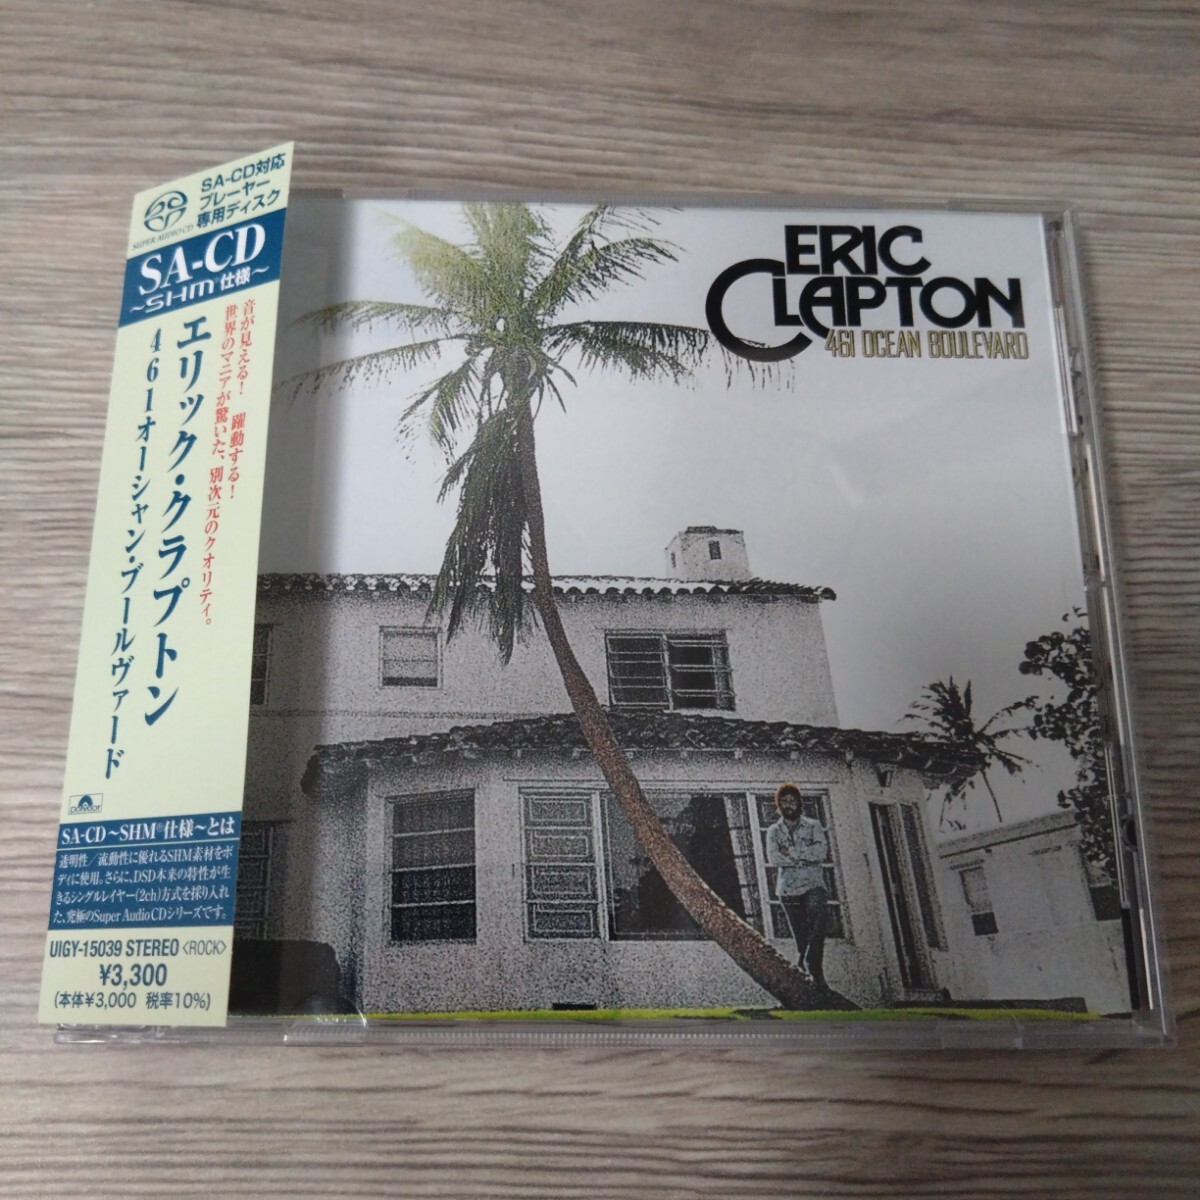 SA-CD対応
プレーヤー
専用ディスク
SUPER AUDIO CD
SA-CD
~SHM仕様~
音が見える! 躍動する!
世界のマニアが驚いた、別次元のクオリティ。
エリック・クラプトン
461オーシャン・ブールヴァード
polydor
SA-CD~SHM®仕様~とは
透明性/流動性に優れるSHM素材をボ
ディに使用。さらに、DSD本来の特性が生
きるシングルレイヤー(2ch)方式を採り入れ
た、究極のSuper Audio CDシリーズです。
UIGY-15039 STEREO <ROCK>
¥3,300
(本体¥3,000 税率10%)
ERIC
CLAPTON
461 OCEAN BOULEVARD